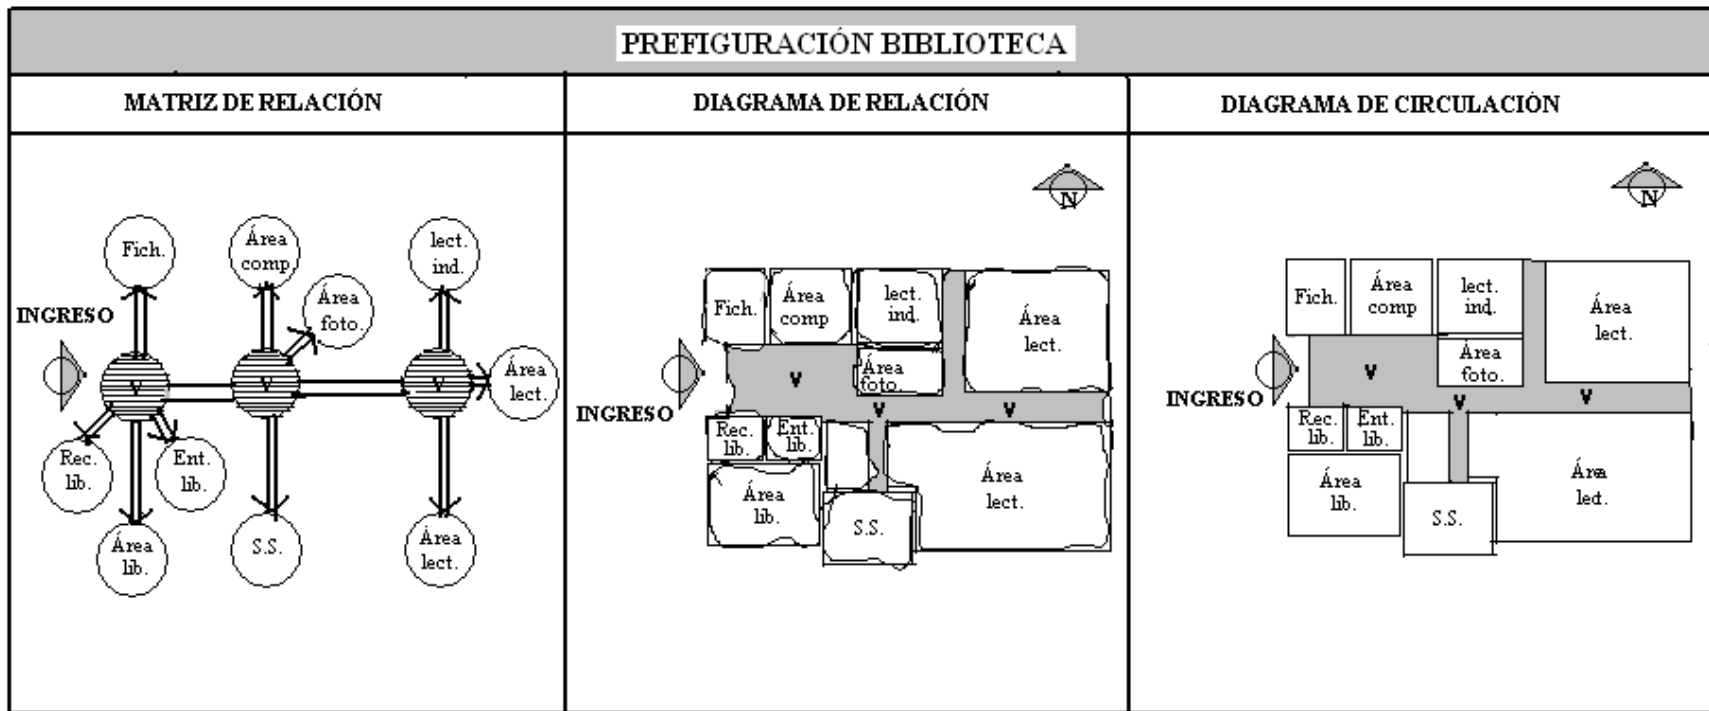 PREFIGURACIÓN BIBLIOTECA
MATRIZ DE RELACIÓN
DIAGRAMA DE RELACIÓN
DIAGRAMA DE CIRCULACIÓN
Fich.
Área
comp
lect.
ind.
Área
foto.
INGRESO
V
V
V
Área
lect.
Rec.
lib.
Ent.
lib.
Área
lib.
S.S.
Área
lect.
N
Fich.
Área
comp
lect.
ind.
Área
lect.
Área
foto.
V
INGRESO
V
V
Rec.
lib.
Ent.
lib.
Área
lib.
S.S.
Área
lect.
N
Fich.
Área
comp
lect.
ind.
Área
lect.
Área
foto.
V
INGRESO
V
V
Rec.
lib.
Ent.
lib.
Área
lib.
S.S.
Área
lect.